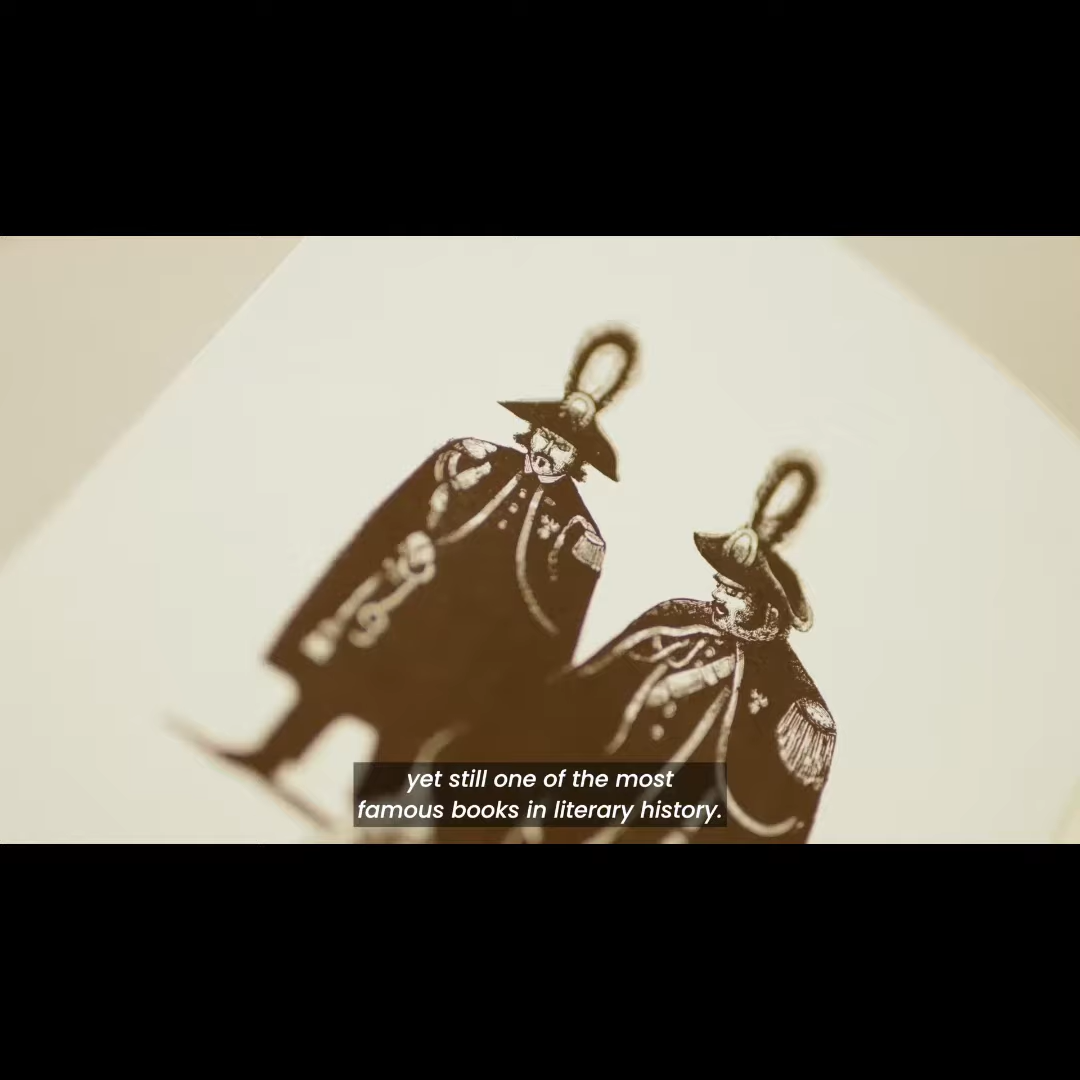 yet still one of the most
famous books in literary history.